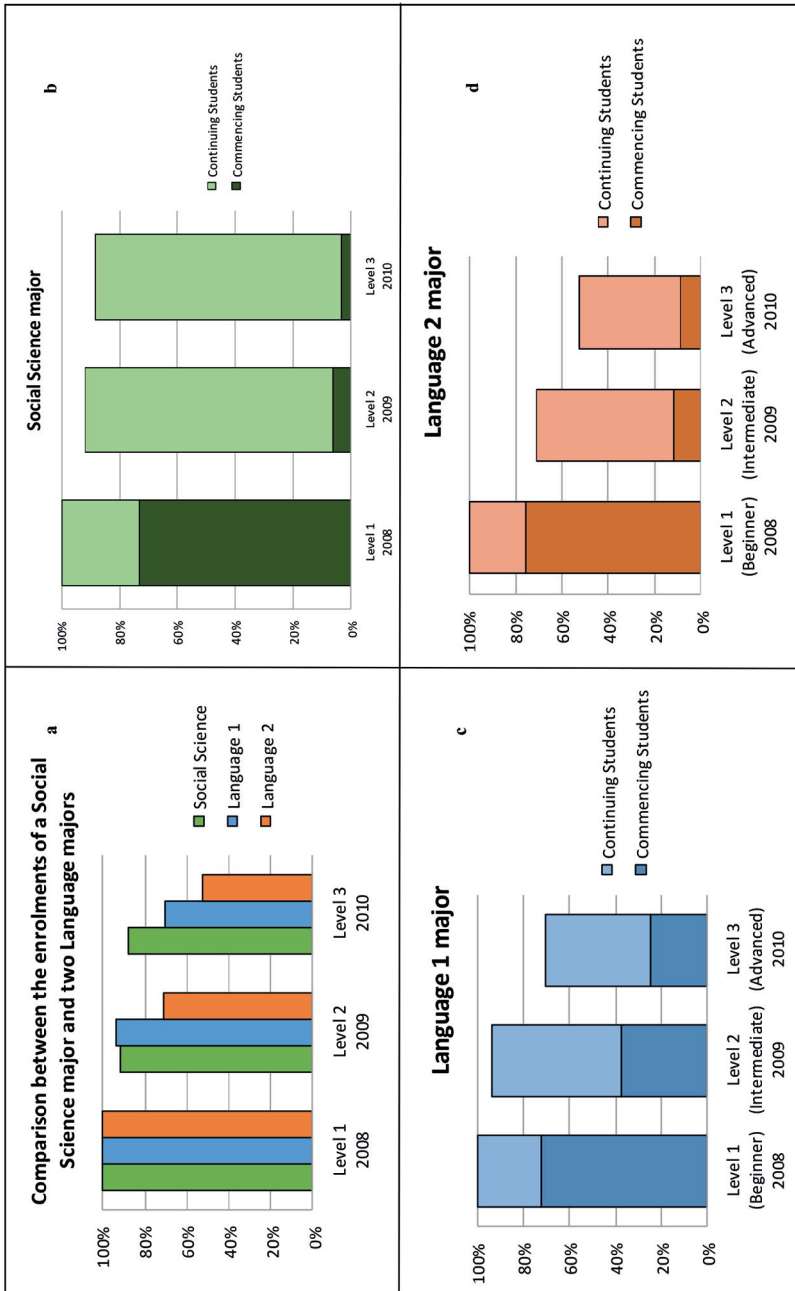 a
Comparison between the enrolments of a Social
Science major and two Language majors
100%
80%
60%
40%
20%
0%
Level 1
2008
Level 2
2009
Level 3
2010
Social Science
Language 1
Language 2
b
Social Science major
100%
80%
60%
40%
20%
0%
Level 1
2008
Level 2
2009
Level 3
2010
Continuing Students
Commencing Students
c
Language 1 major
100%
80%
60%
40%
20%
0%
Level 1
(Beginner)
2008
Level 2
(Intermediate)
2009
Level 3
(Advanced)
2010
Continuing Students
Commencing Students
d
Language 2 major
100%
80%
60%
40%
20%
0%
Level 1
(Beginner)
2008
Level 2
(Intermediate)
2009
Level 3
(Advanced)
2010
Continuing Students
Commencing Students